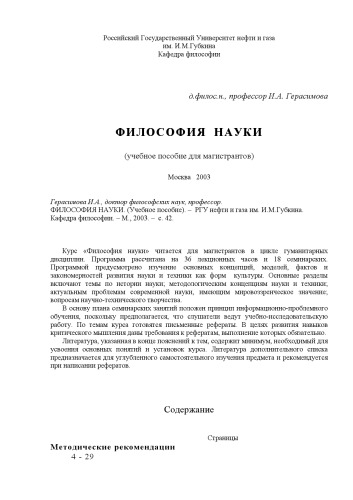 Российский Государственный Университет нефти и газа
им. И.М.Губкина
Кафедра философии
д.филос.н., профессор И.А. Герасимова
ФИЛОСОФИЯ НАУКИ
(учебное пособие для магистрантов)
Москва 2003
Герасимова И.А., доктор философских наук, профессор.
ФИЛОСОФИЯ НАУКИ. (Учебное пособие). – РГУ нефти и газа им. И.М.Губкина.
Кафедра философии. – М., 2003. – с. 42.
Курс «Философия науки» читается для магистрантов в цикле гуманитарных
дисциплин. Программа рассчитана на 36 лекционных часов и 18 семинарских.
Программой предусмотрено изучение основных концепций, моделей, фактов и
закономерностей развития науки и техники как форм культуры. Основные разделы
включают темы по истории науки, методологическим концепциям науки и техники,
актуальным проблемам современной науки, имеющим мировоззренческое значение,
вопросам научно-технического творчества.
В основу плана семинарских занятий положен принцип информационно-проблемного
обучения, поскольку предполагается, что слушатели ведут учебно-исследовательскую
работу. По темам курса готовятся письменные рефераты. В целях развития навыков
критического мышления даны требования к рефератам, выполнение которых обязательно.
Литература, указанная в конце пояснений к тем, содержит минимум, необходимый для
усвоения основных понятий и установок курса. Литература дополнительного списка
предназначается для углубленного самостоятельного изучения предмета и рекомендуется
при написании рефератов.
Содержание
Страницы
Методические рекомендации
4 - 29